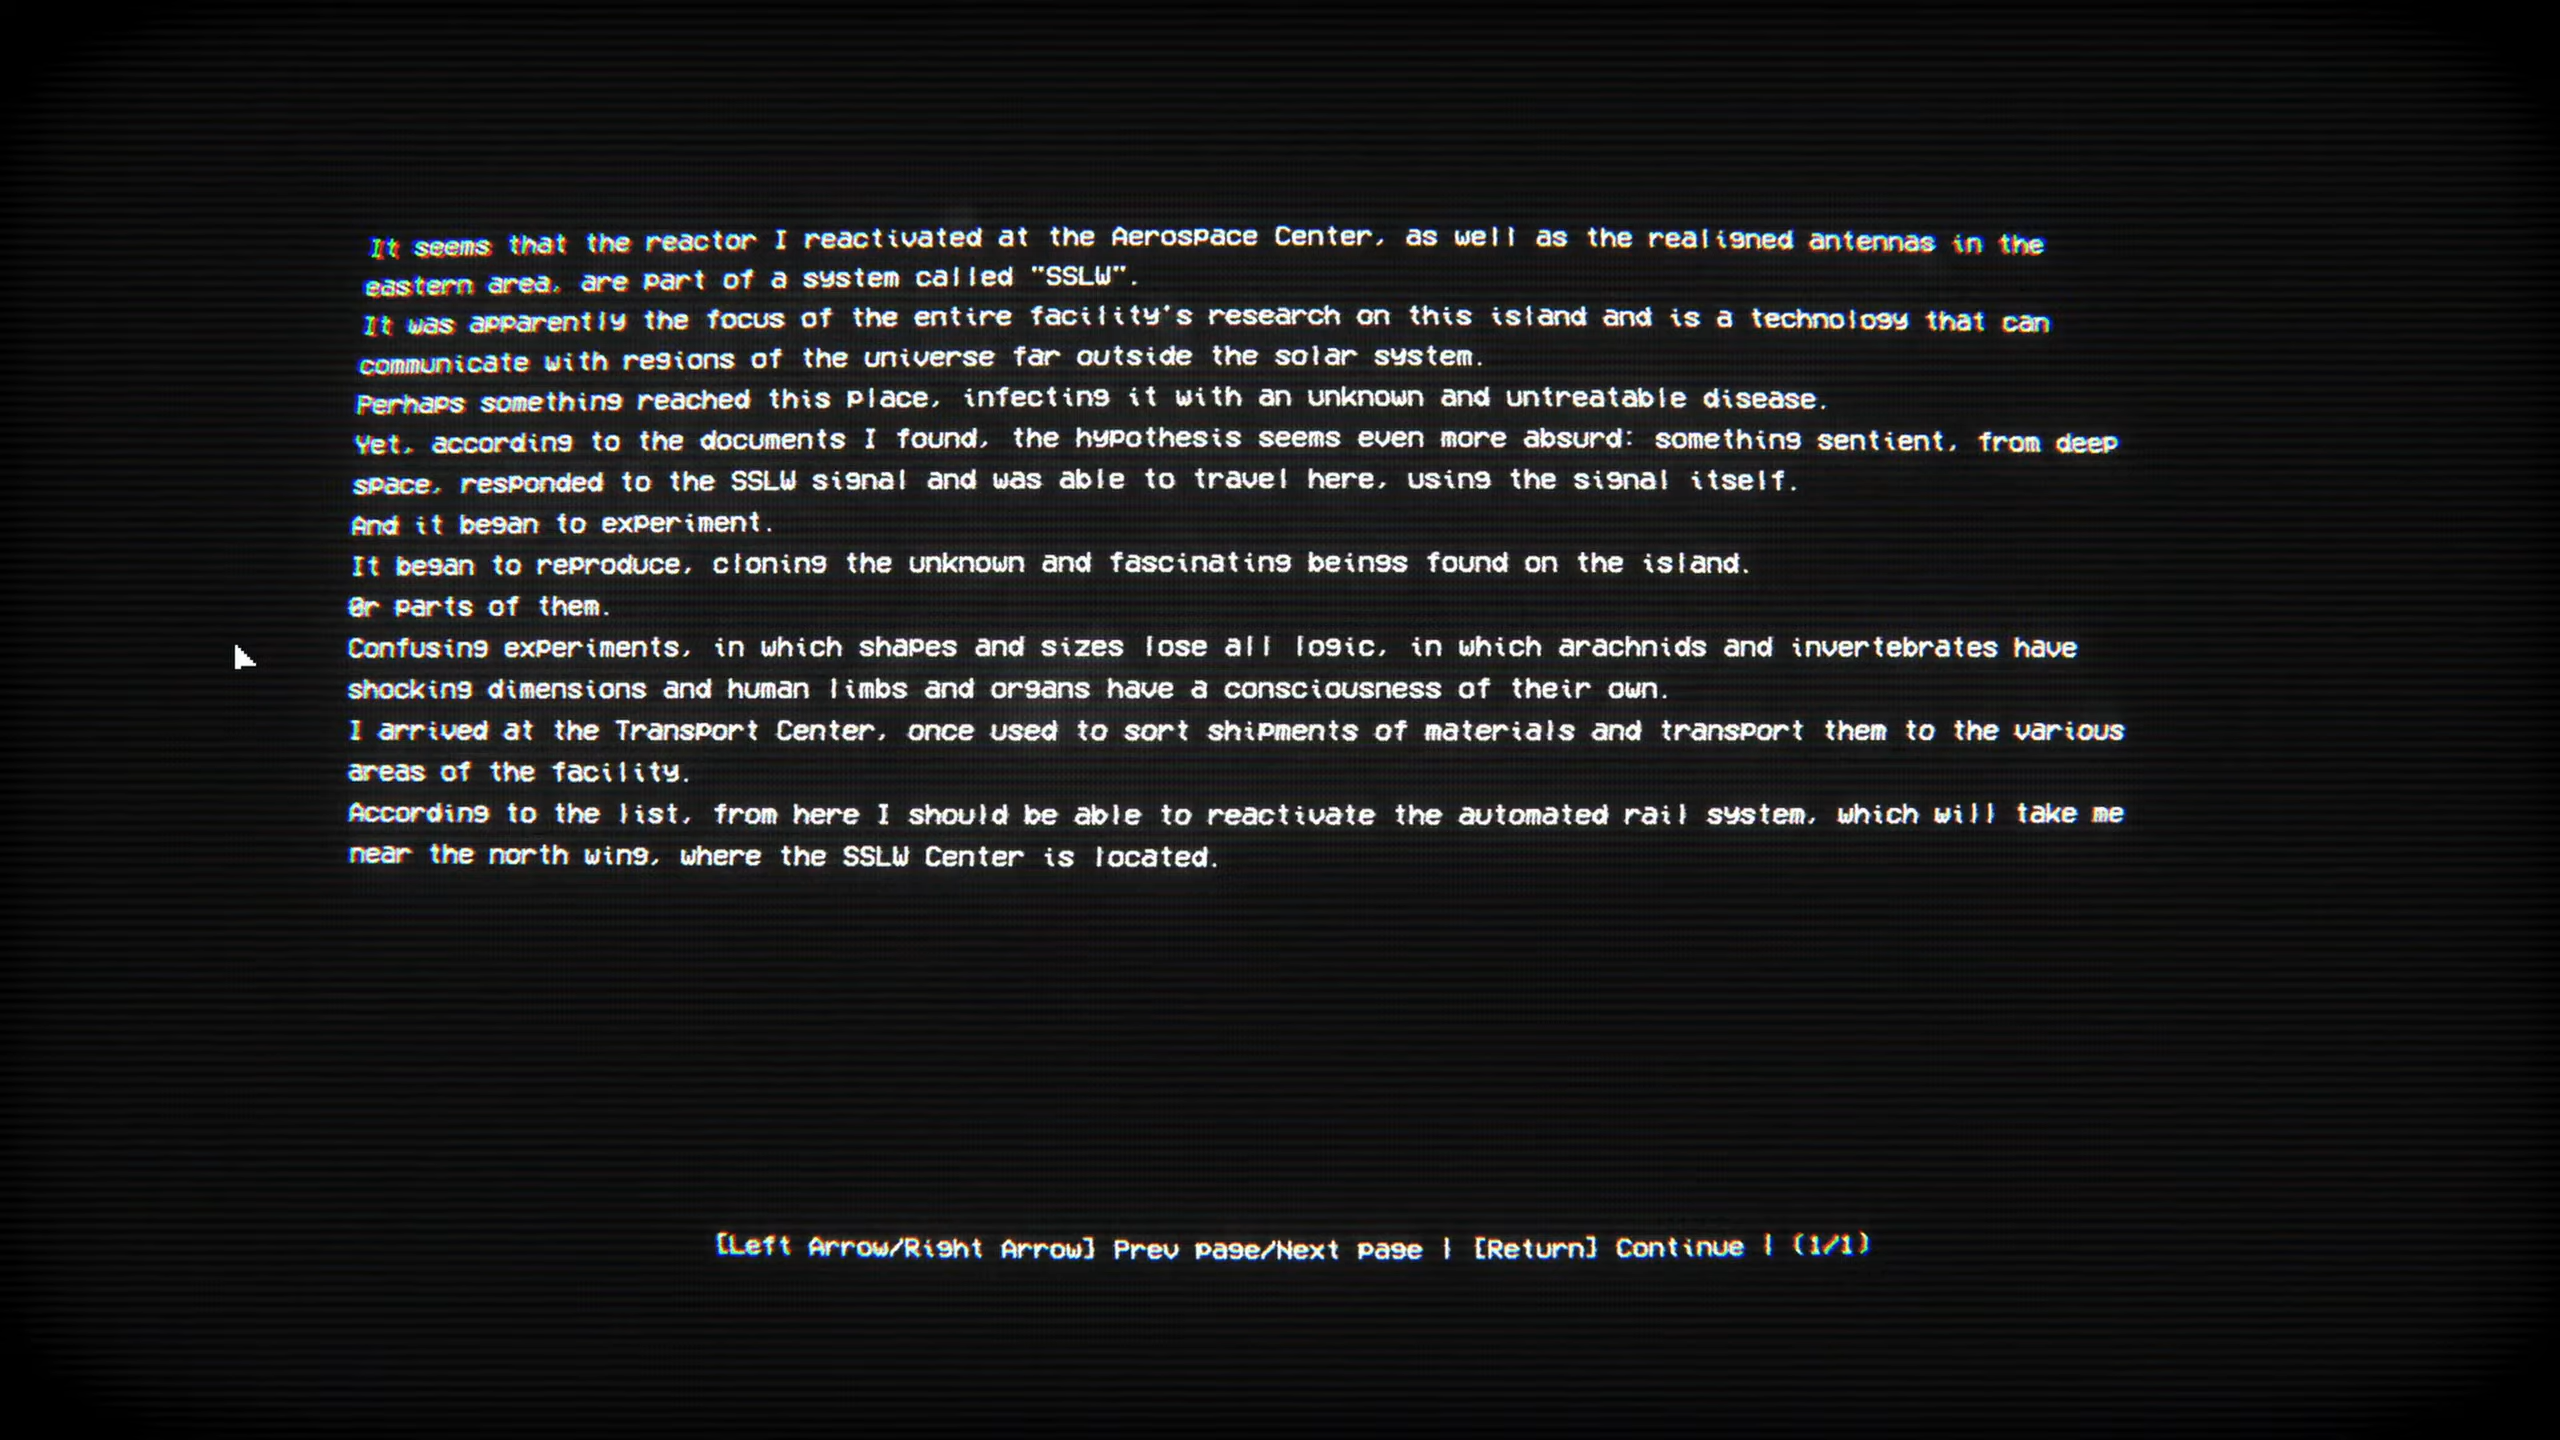 It seems that the reactor I reactivated at the Aerospace Center, as well as the realigned antennas in the
eastern area, are part of a system called "SSLW".
It was apparently the focus of the entire facility's research on this island and is a technology that can
communicate with regions of the universe far outside the solar system.
Perhaps something reached this place, infecting it with an unknown and untreatable disease.
Yet, according to the documents I found, the hypothesis seems even more absurd: something sentient, from deep
space, responded to the SSLW signal and was able to travel here, using the signal itself.
And it began to experiment.
It began to reproduce, cloning the unknown and fascinating beings found on the island.
Or parts of them.
Confusing experiments, in which shapes and sizes lose all logic, in which arachnids and invertebrates have
shocking dimensions and human limbs and organs have a consciousness of their own.
I arrived at the Transport Center, once used to sort shipments of materials and transport them to the various
areas of the facility.
According to the list, from here I should be able to reactivate the automated rail system, which will take me
near the north wing, where the SSLW Center is located.
[Left Arrow/Right Arrow] Prev page/Next page | [Return] Continue | (1/1)